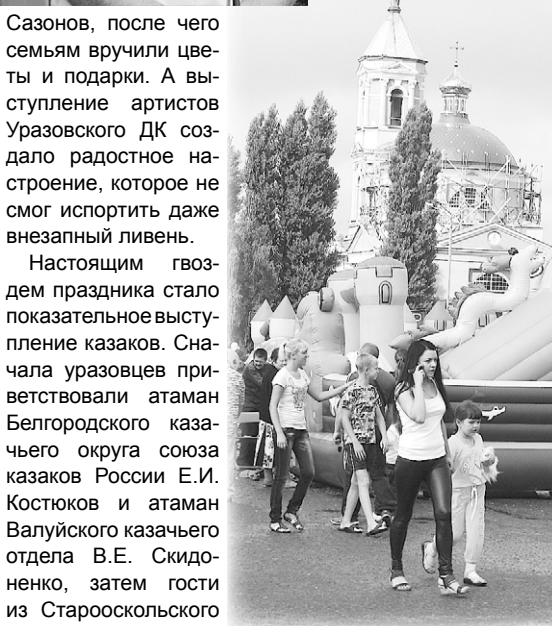 Сазонов, после чего
семьям вручили цве-
ты и подарки. А вы-
ступление артистов
Уразовского ДК соз-
дало радостное на-
строение, которое не
смог испортить даже
внезапный ливень.
Настоящим гвоз-
дем праздника стало
показательное высту-
пление казаков. Сна-
чала уразовцев при-
ветствовали атаман
Белгородского каза-
чьего округа союза
казаков России Е.И.
Костюков и атаман
Валуйского казачьего
отдела В.Е. Скидо-
ненко, затем гости
из Старооскольского